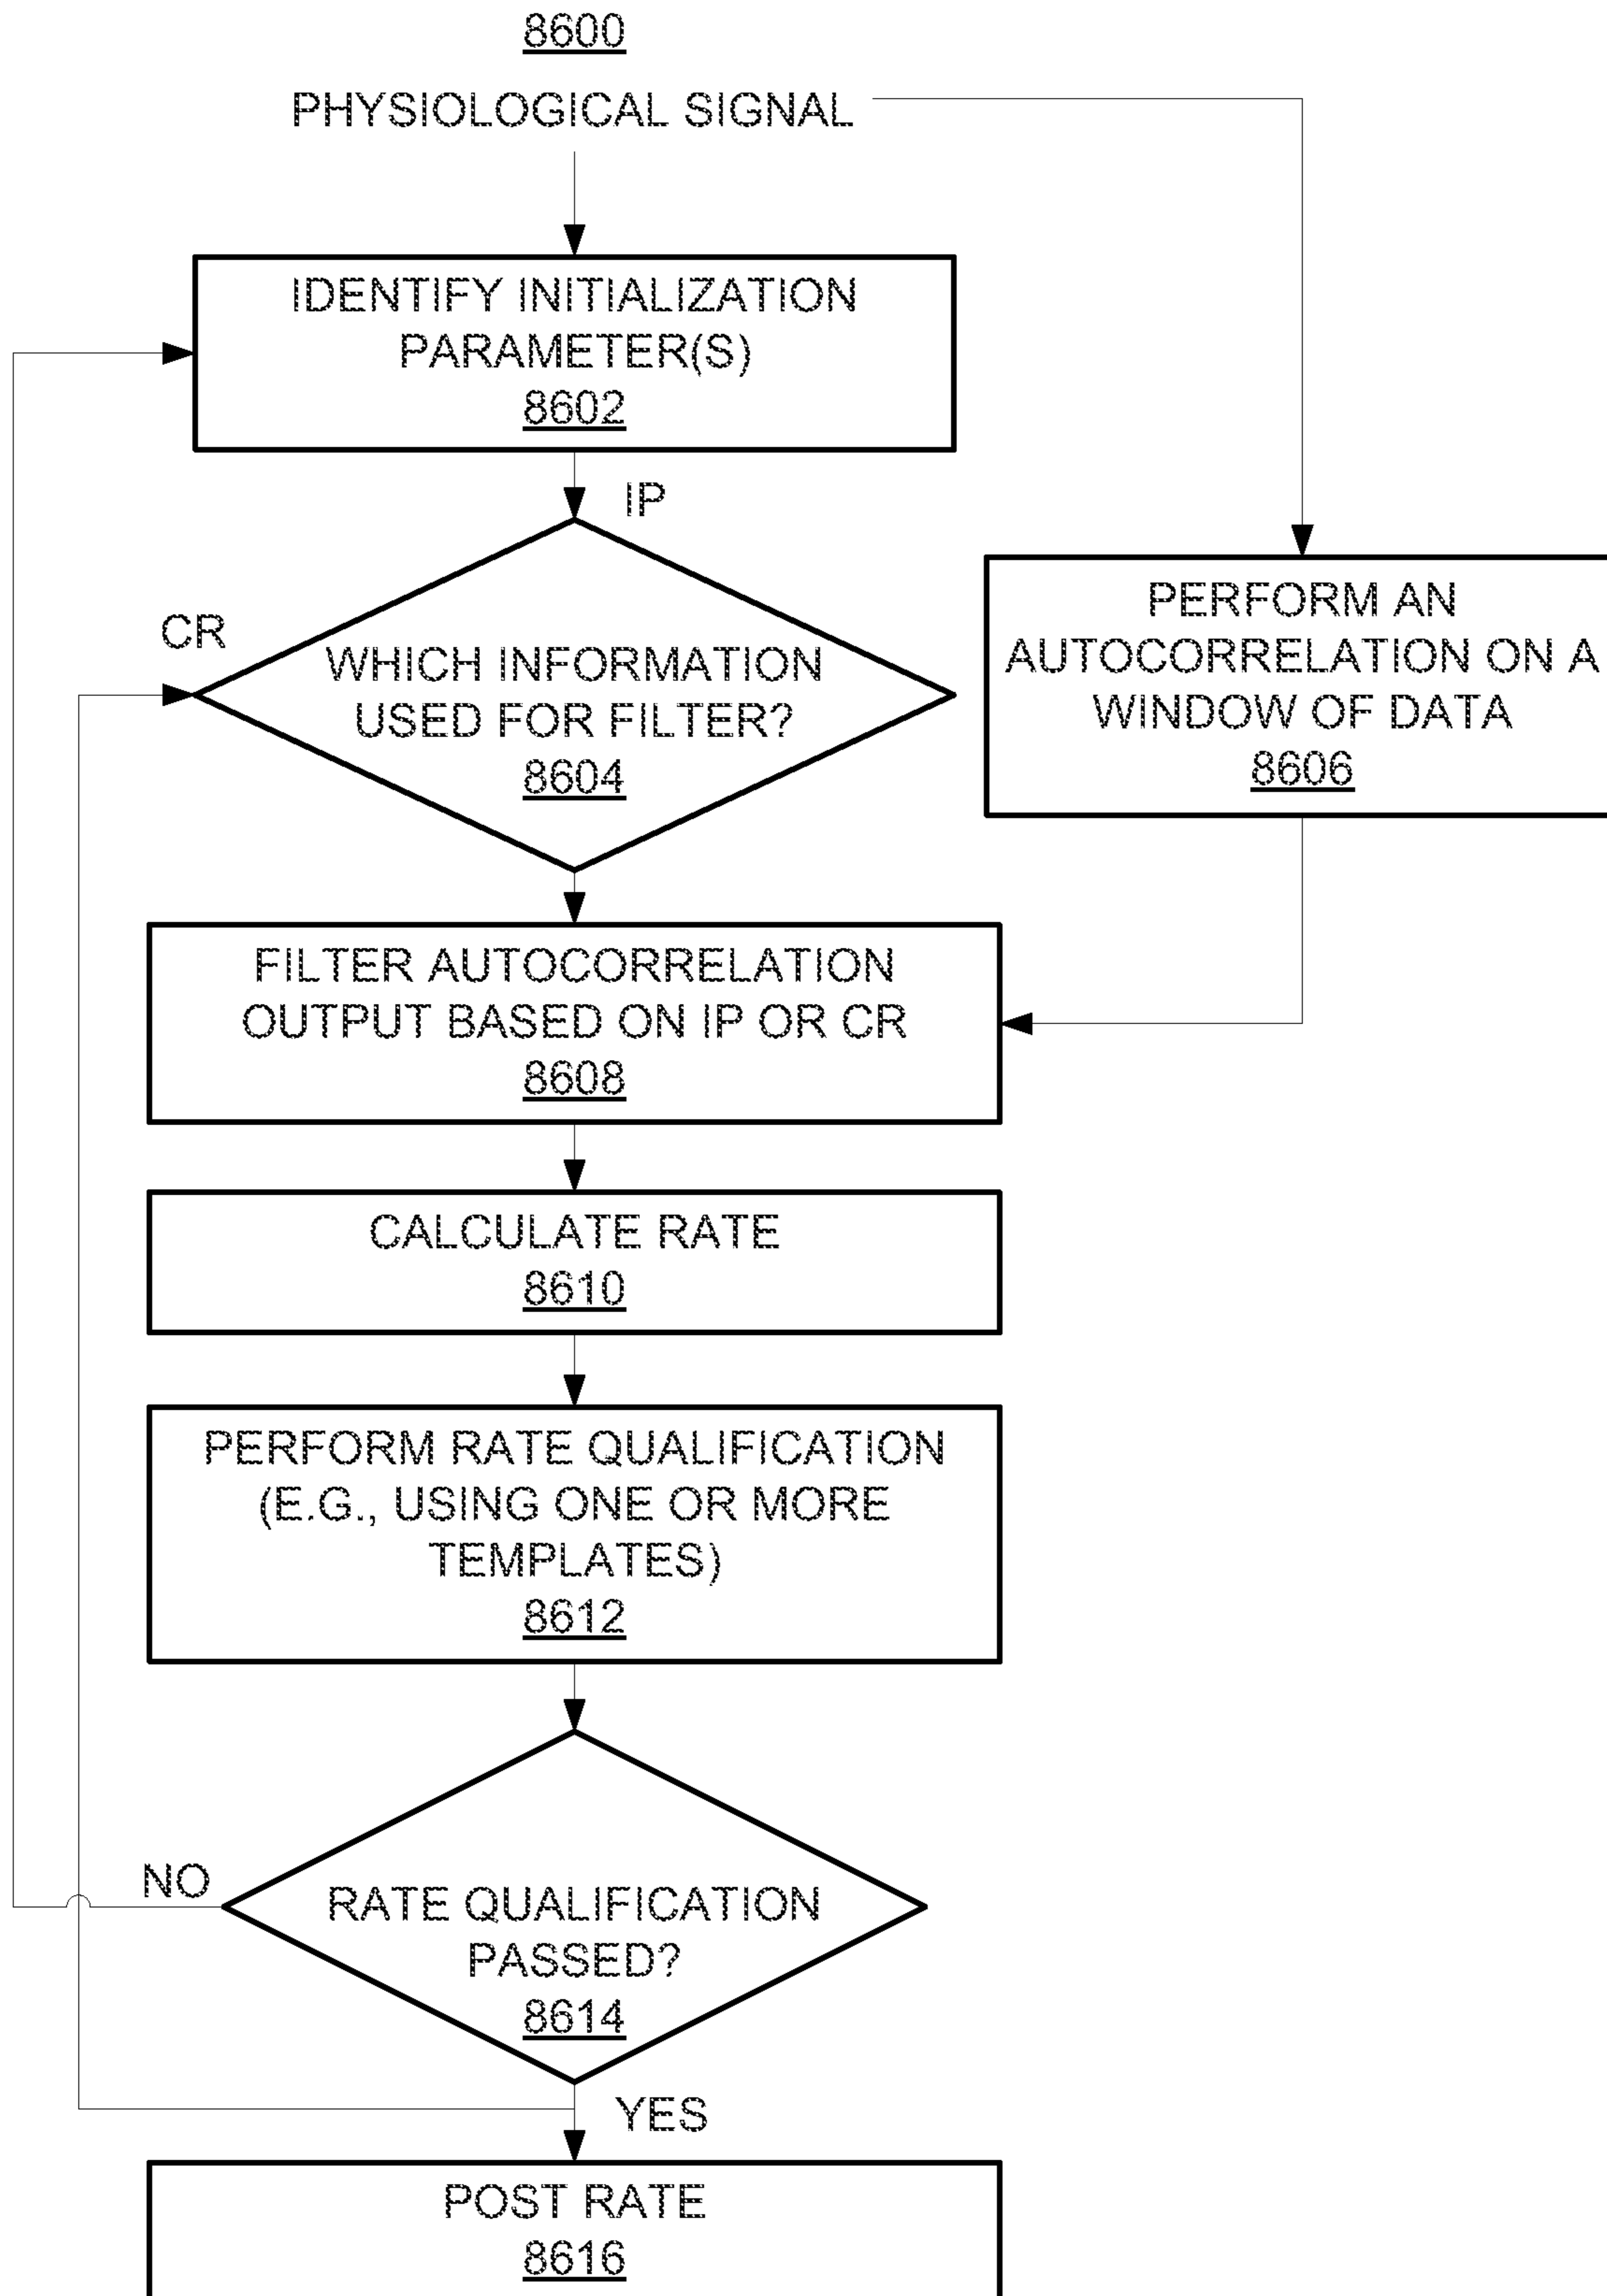 8600
PHYSIOLOGICAL SIGNAL
IDENTIFY INITIALIZATION
PARAMETER(S)
8602
IP
CR
WHICH INFORMATION
USED FOR FILTER?
8604
PERFORM AN
AUTOCORRELATION ON A
WINDOW OF DATA
8606
FILTER AUTOCORRELATION
OUTPUT BASED ON IP OR CR
8608
CALCULATE RATE
8610
PERFORM RATE QUALIFICATION
(E.G., USING ONE OR MORE
TEMPLATES)
8612
NO
RATE QUALIFICATION
PASSED?
8614
YES
POST RATE
8616